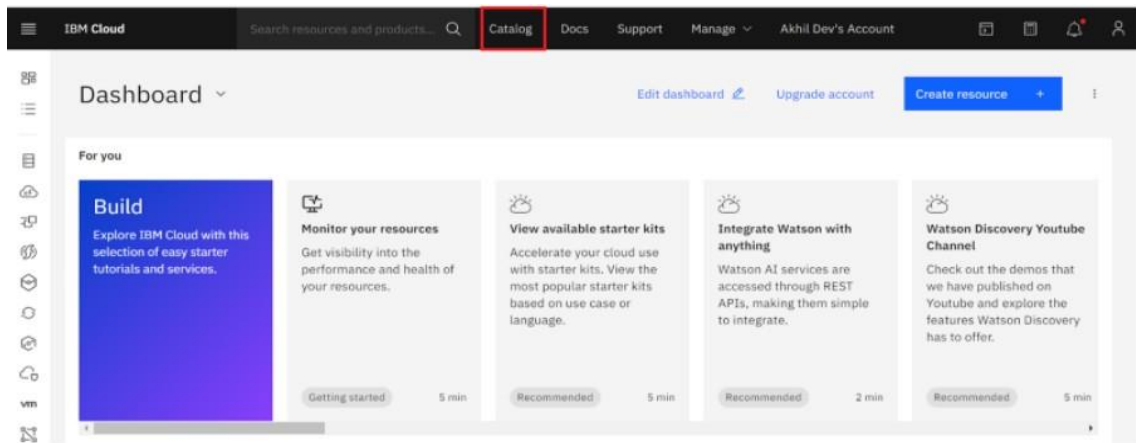 IBM Cloud
Search resources and products...
Catalog
Docs
Support
Manage
Akhil Dev's Account
Dashboard
Edit dashboard
Upgrade account
Create resource +
For you
Build
Explore IBM Cloud with this
selection of easy starter
tutorials and services.
Monitor your resources
Get visibility into the
performance and health of
your resources.
Getting started
5 min
View available starter kits
Accelerate your cloud use
with starter kits. View the
most popular starter kits
based on use case or
language.
Recommended
5 min
Integrate Watson with
anything
Watson AI services are
accessed through REST
APIs, making them simple
to integrate.
Recommended
2 min
Watson Discovery Youtube
Channel
Check out the demos that
we have published on
Youtube and explore the
features Watson Discovery
has to offer.
Recommended
5 min
vm